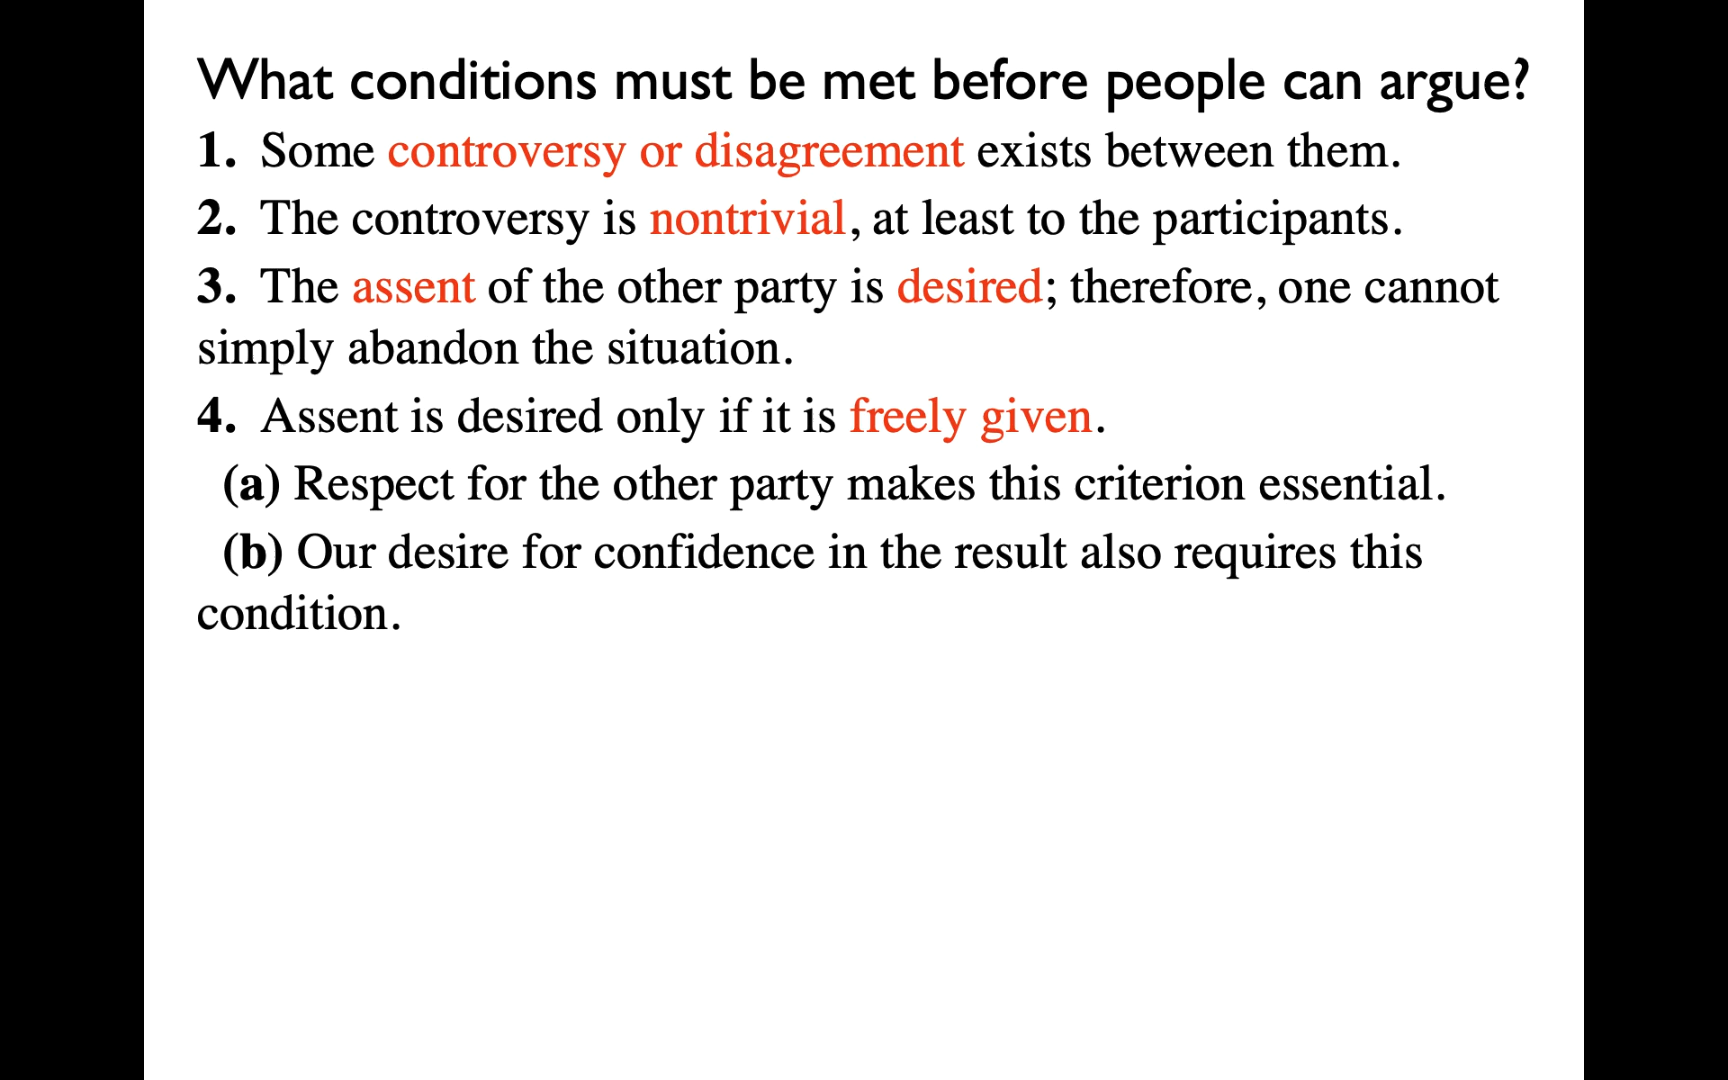 What conditions must be met before people can argue?
1. Some controversy or disagreement exists between them.
2. The controversy is nontrivial, at least to the participants.
3. The assent of the other party is desired; therefore, one cannot
simply abandon the situation.
4. Assent is desired only if it is freely given.
(a) Respect for the other party makes this criterion essential.
(b) Our desire for confidence in the result also requires this
condition.